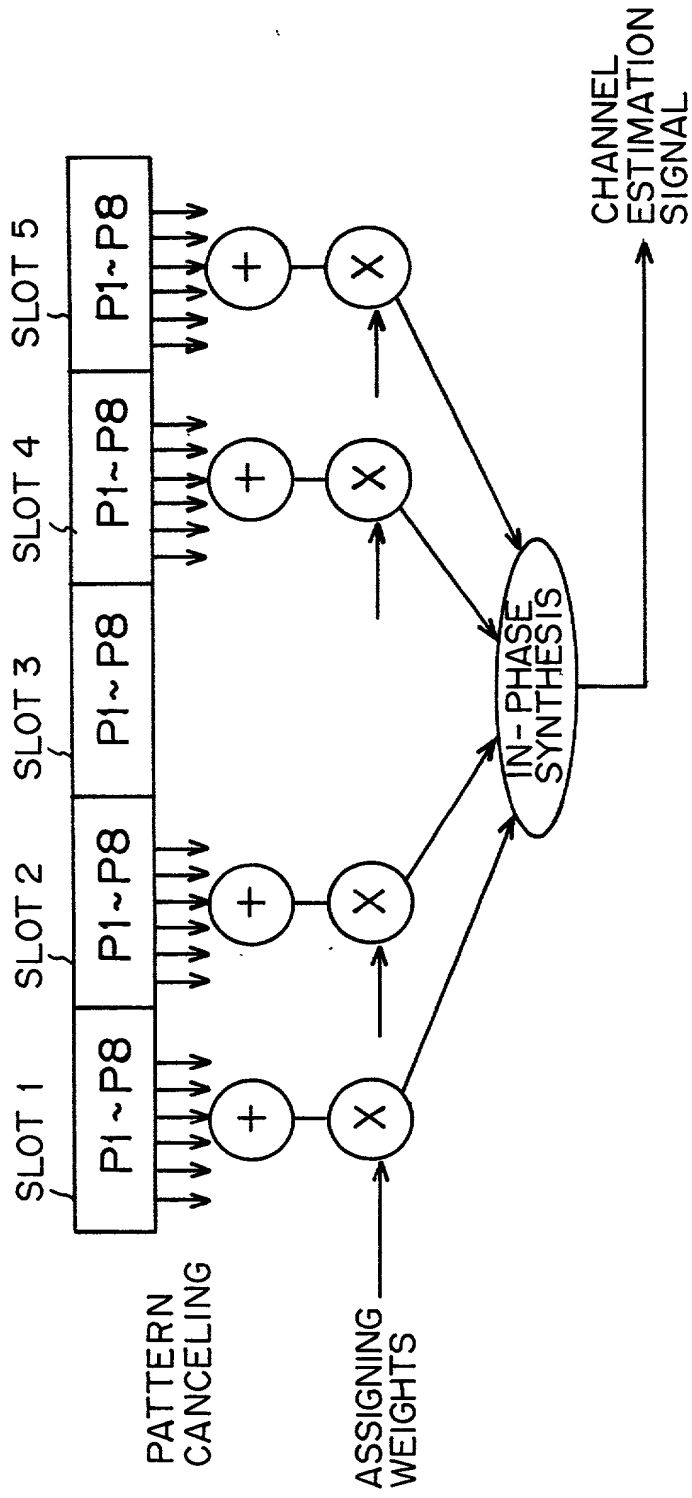 SLOT 1
SLOT 2
SLOT 3
SLOT 4
SLOT 5
P1~P8
P1~P8
P1~P8
P1~P8
P1~P8
PATTERN
CANCELING
+
+
+
+
ASSIGNING
WEIGHTS
X
X
X
X
IN-PHASE
SYNTHESIS
CHANNEL
ESTIMATION
SIGNAL